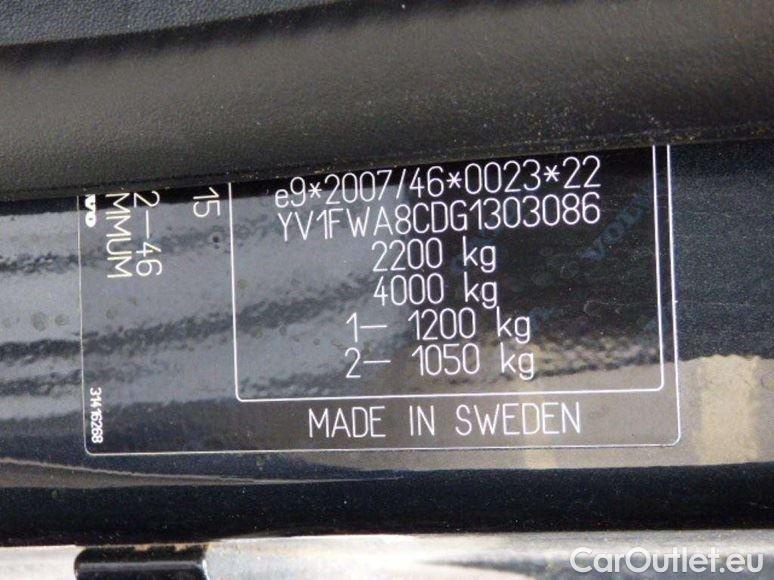 e9*2007/46*0023*22
YV1FWA8CDG1303086
2200 kg
4000 kg
1– 1200 kg
2– 1050 kg
MADE IN SWEDEN
15
2–46
MMUM
31416268
CarOutlet.eu